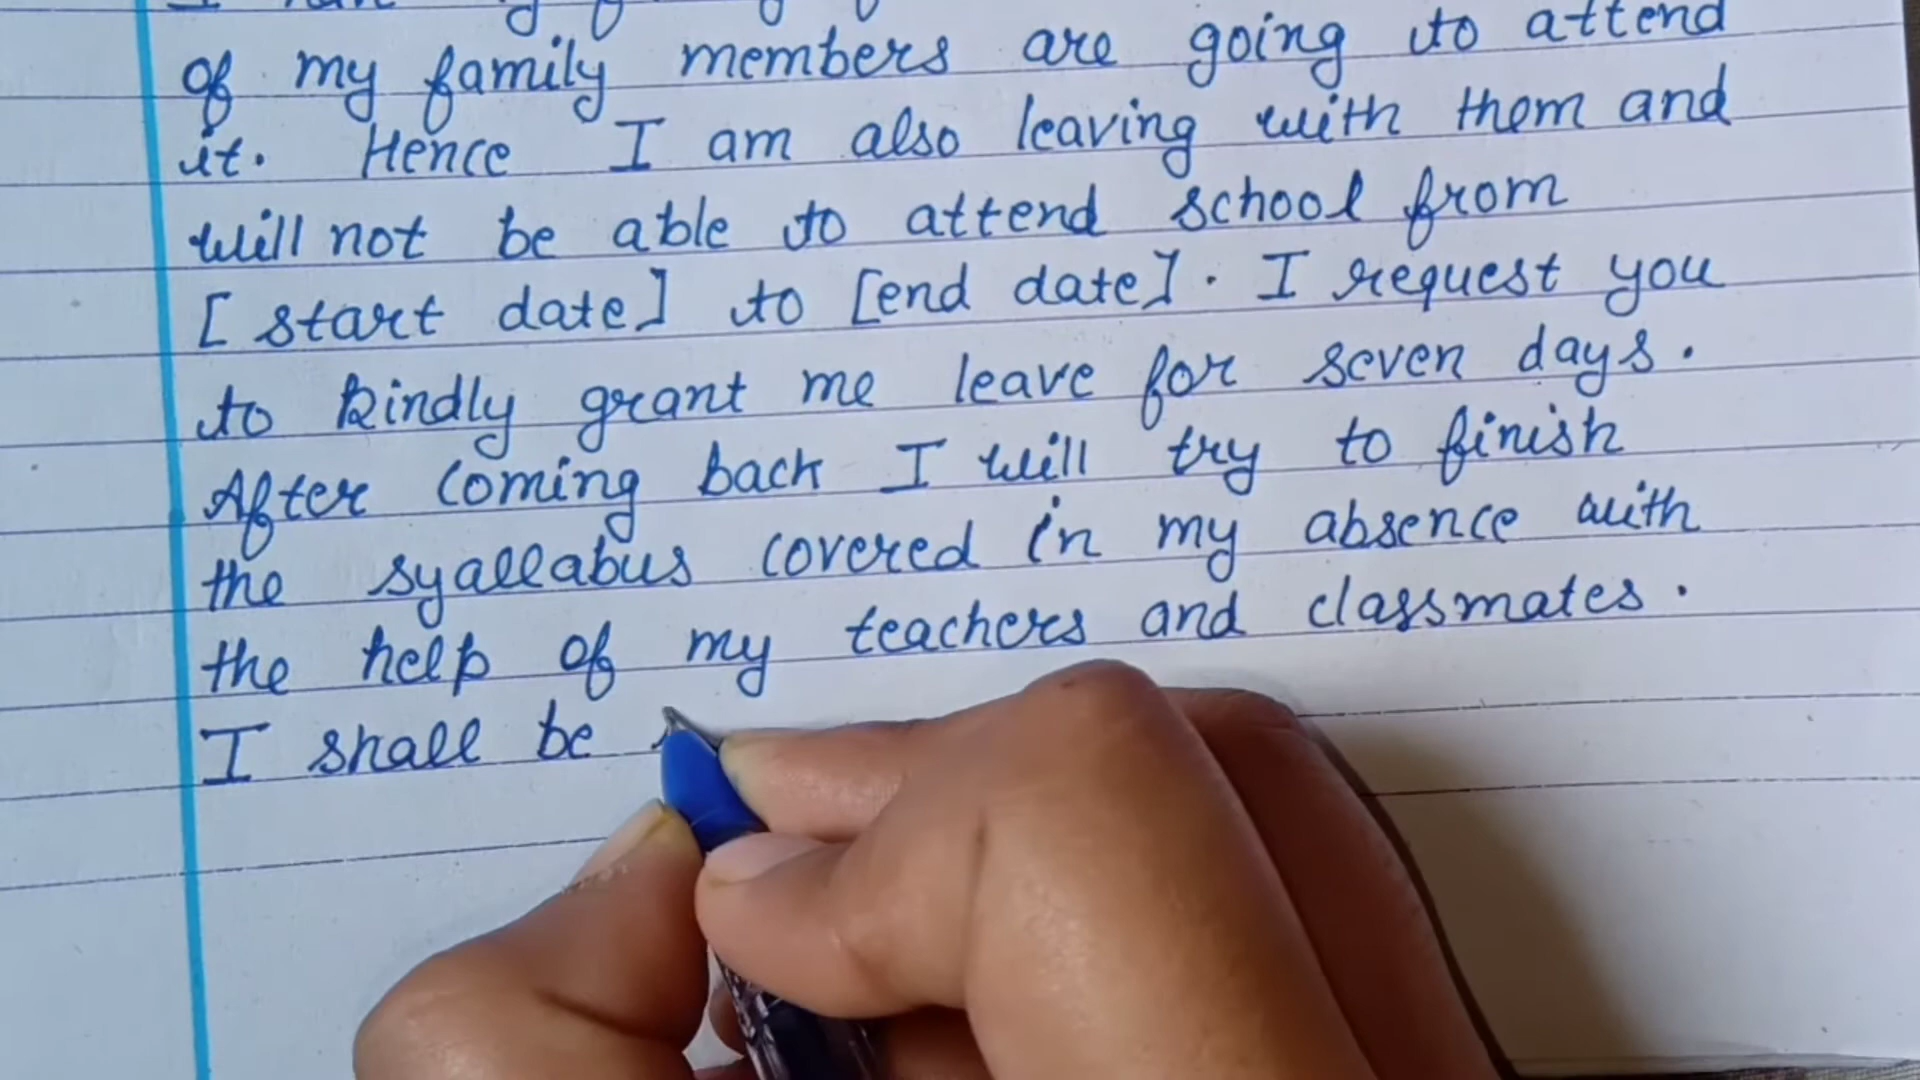 of my family members are going to attend
it. Hence I am also leaving with them and
will not be able to attend school from
[start date] to [end date]. I request you
to kindly grant me leave for seven days.
After coming back I will try to finish
the syallabus covered in my absence with
the help of my teachers and classmates.
I shall be